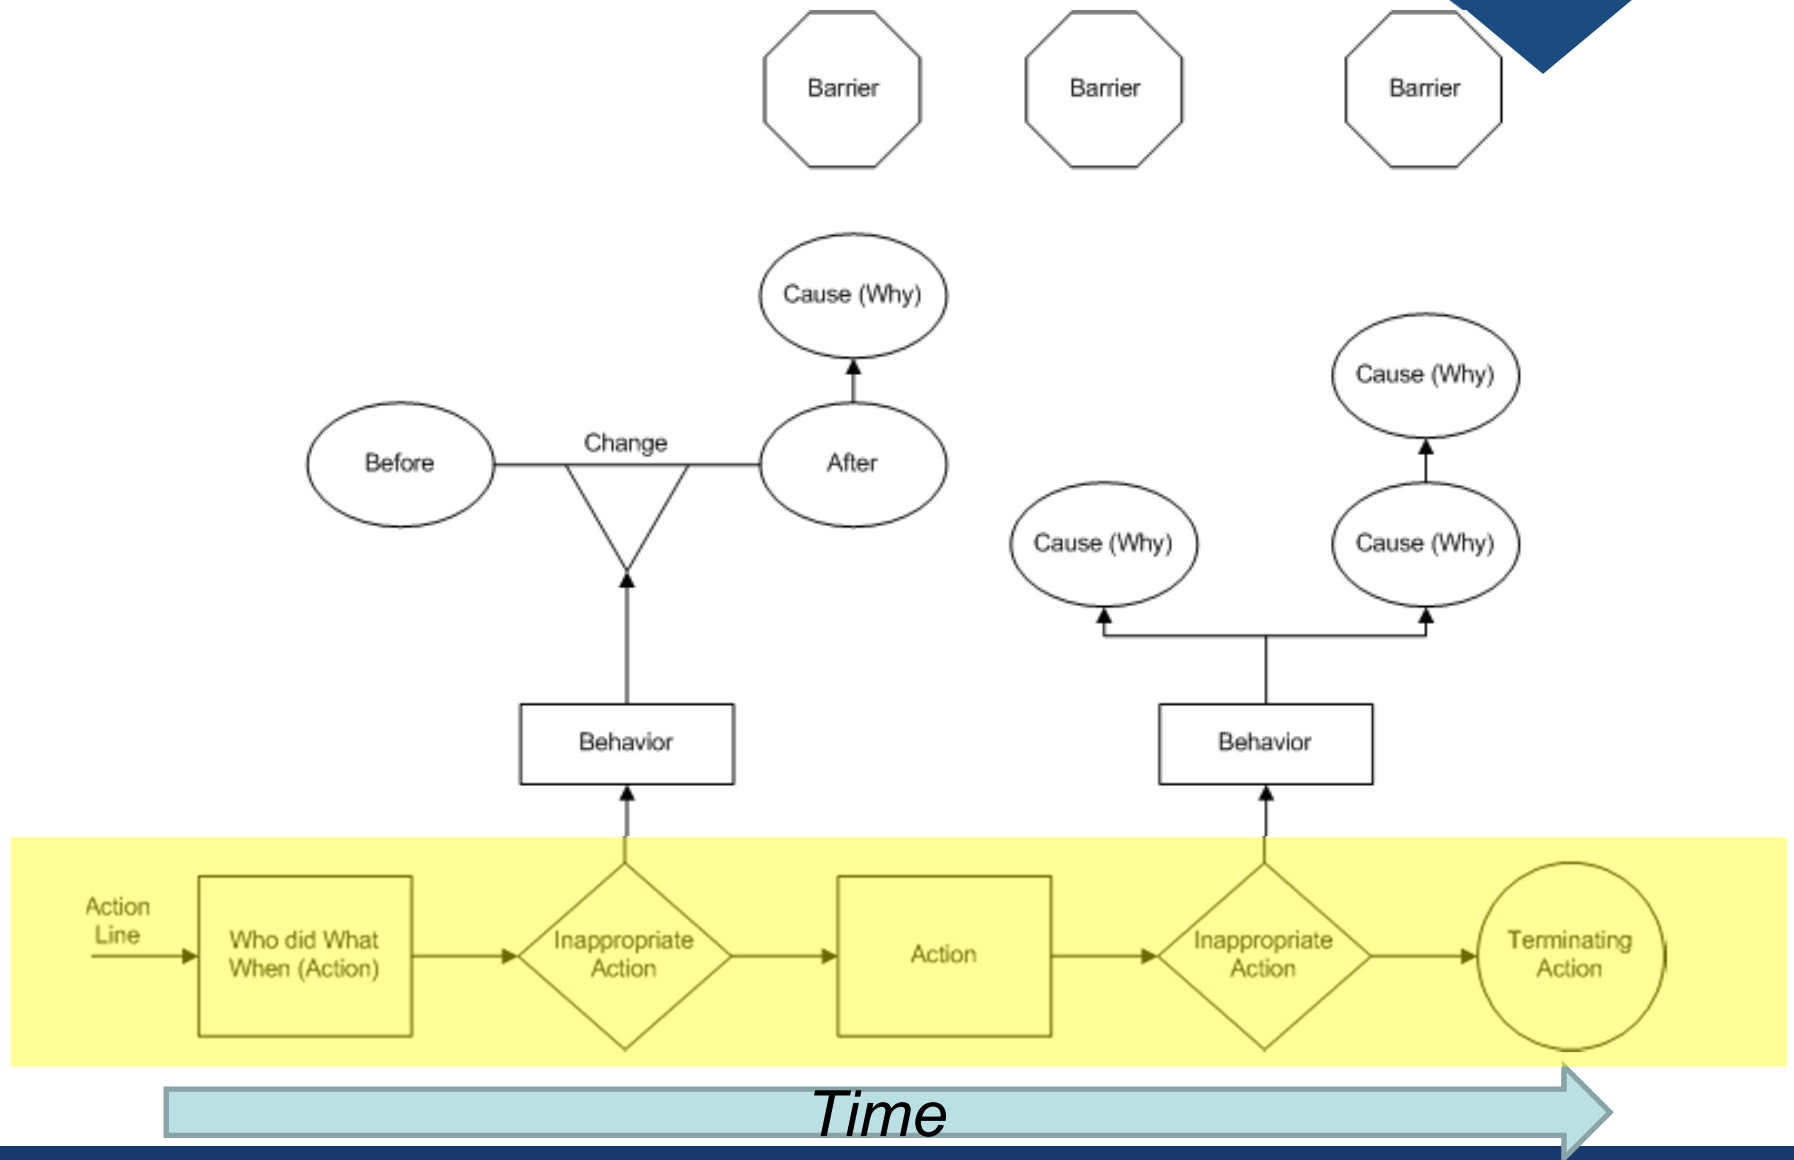 Barrier
Barrier
Barrier
Cause (Why)
Cause (Why)
Before
Change
After
Cause (Why)
Cause (Why)
Behavior
Behavior
Action
Line
Who did What
When (Action)
Inappropriate
Action
Action
Inappropriate
Action
Terminating
Action
Time